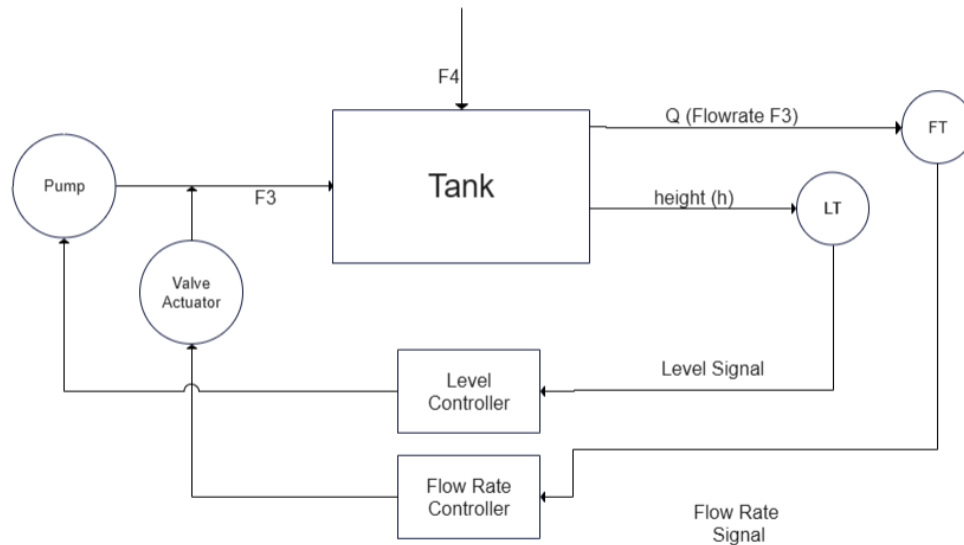 F4
Q (Flowrate F3)
FT
Pump
Tank
F3
height (h)
LT
Valve
Actuator
Level Signal
Level
Controller
Flow Rate
Controller
Flow Rate
Signal